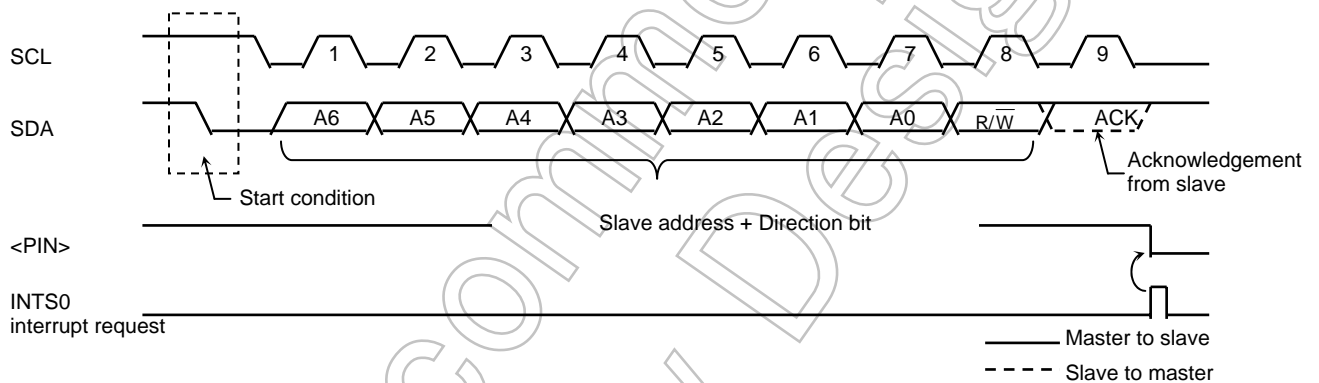 SCL
1 2 3 4 5 6 7 8 9
SDA
A6 A5 A4 A3 A2 A1 A0 R/W̅ ACK
Acknowledgement
from slave
Start condition
Slave address + Direction bit
<PIN>
INTS0
interrupt request
Master to slave
Slave to master